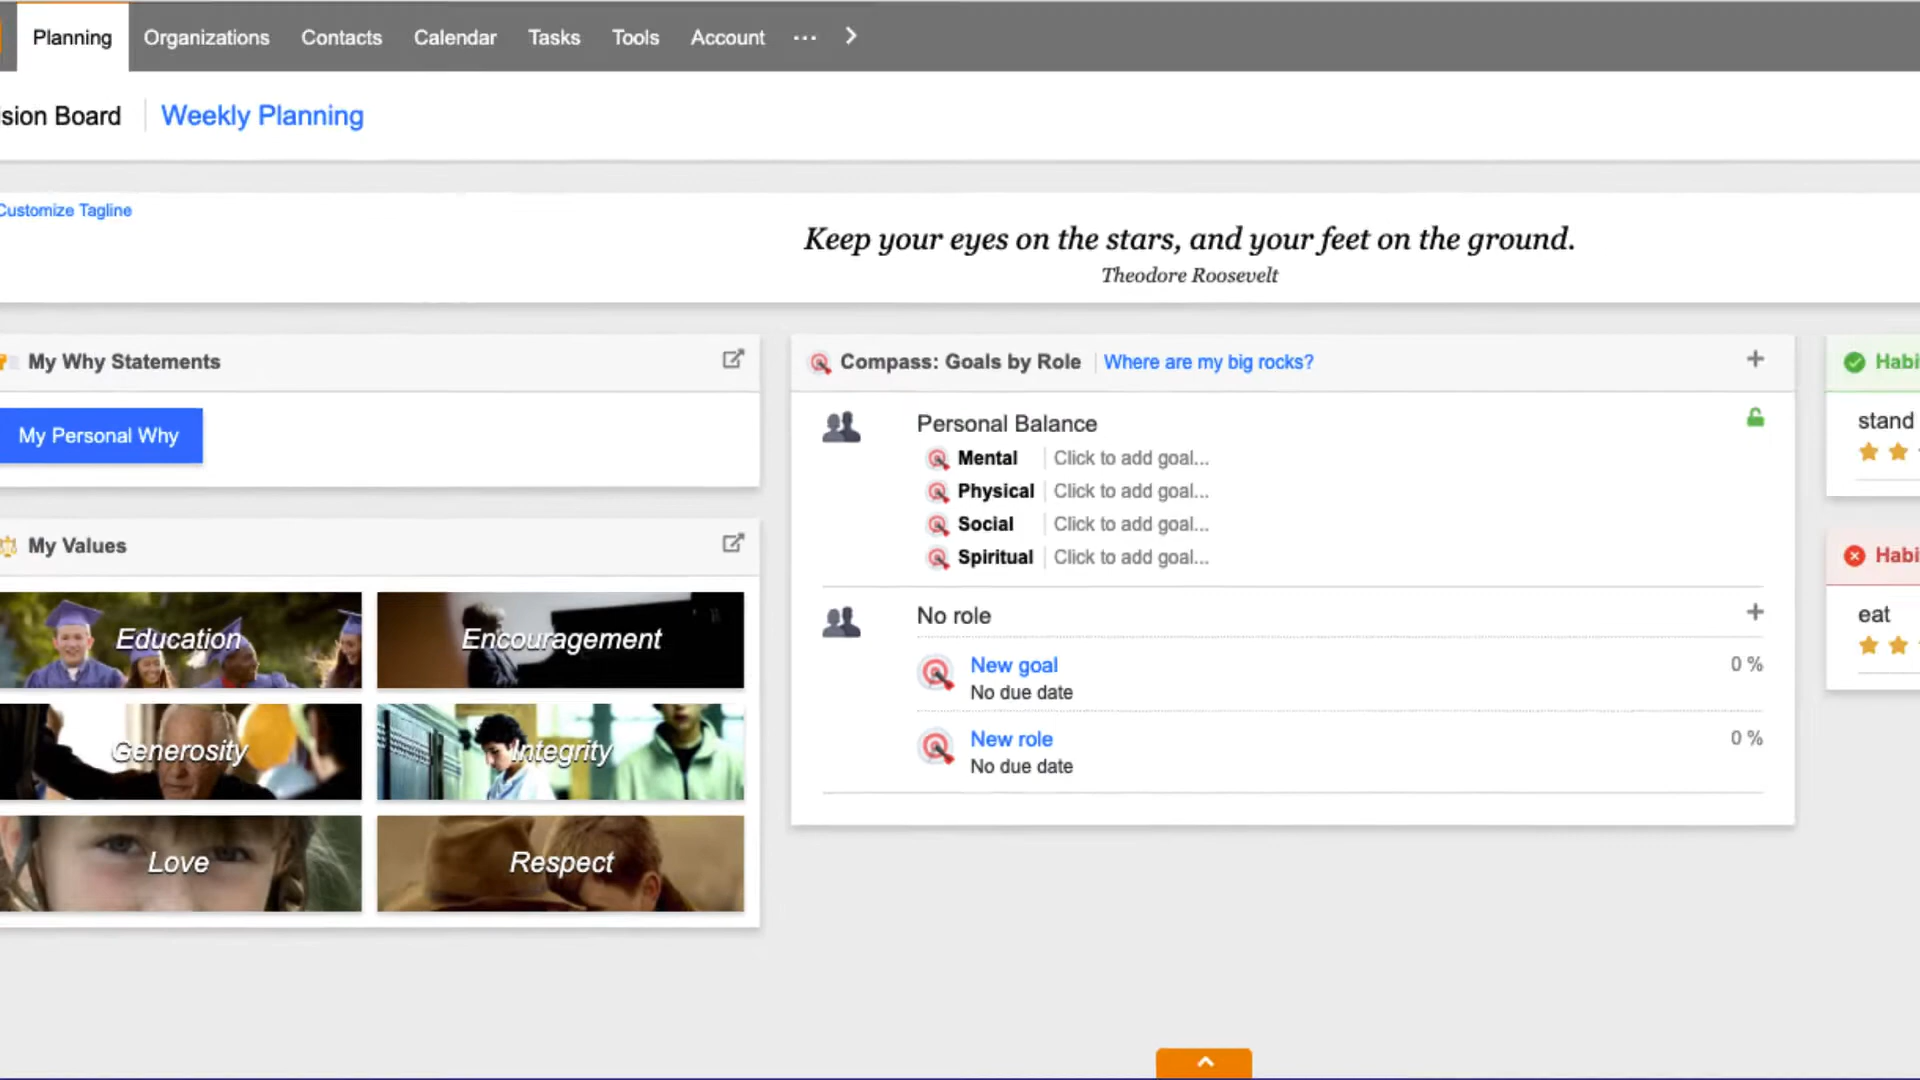 Planning Organizations Contacts Calendar Tasks Tools Account ...
sion Board Weekly Planning
Customize Tagline
Keep your eyes on the stars, and your feet on the ground.
Theodore Roosevelt
My Why Statements
My Personal Why
My Values
Education
Encouragement
Generosity
Integrity
Love
Respect
Compass: Goals by Role Where are my big rocks?
Personal Balance
Mental Click to add goal...
Physical Click to add goal...
Social Click to add goal...
Spiritual Click to add goal...
No role
New goal 0 %
No due date
New role 0 %
No due date
Habi
stand
Habi
eat